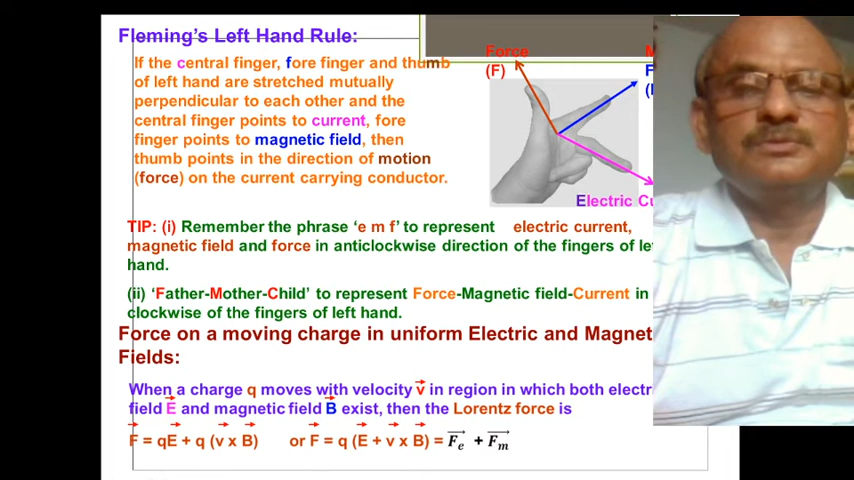 Fleming's Left Hand Rule:
If the central finger, fore finger and thumb
of left hand are stretched mutually
perpendicular to each other and the
central finger points to current, fore
finger points to magnetic field, then
thumb points in the direction of motion
(force) on the current carrying conductor.
Force
(F)
M
F
(
Electric Cu
TIP: (i) Remember the phrase ‘e m f’ to represent electric current,
magnetic field and force in anticlockwise direction of the fingers of le
hand.
(ii) ‘Father-Mother-Child’ to represent Force-Magnetic field-Current in
clockwise of the fingers of left hand.
Force on a moving charge in uniform Electric and Magnet
Fields:
When a charge q moves with velocity v⃗ in region in which both electr
field E⃗ and magnetic field B⃗ exist, then the Lorentz force is
F⃗ = qE⃗ + q (v⃗ x B⃗) or F⃗ = q (E⃗ + v⃗ x B⃗) = F⃗ₑ + F⃗ₘ